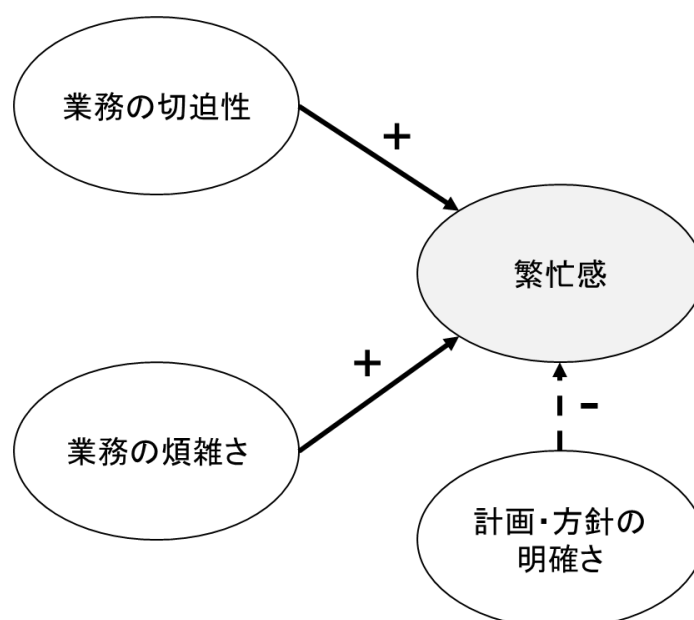 業務の切迫性
+
繁忙感
+
業務の煩雑さ
-
計画・方針の
明確さ